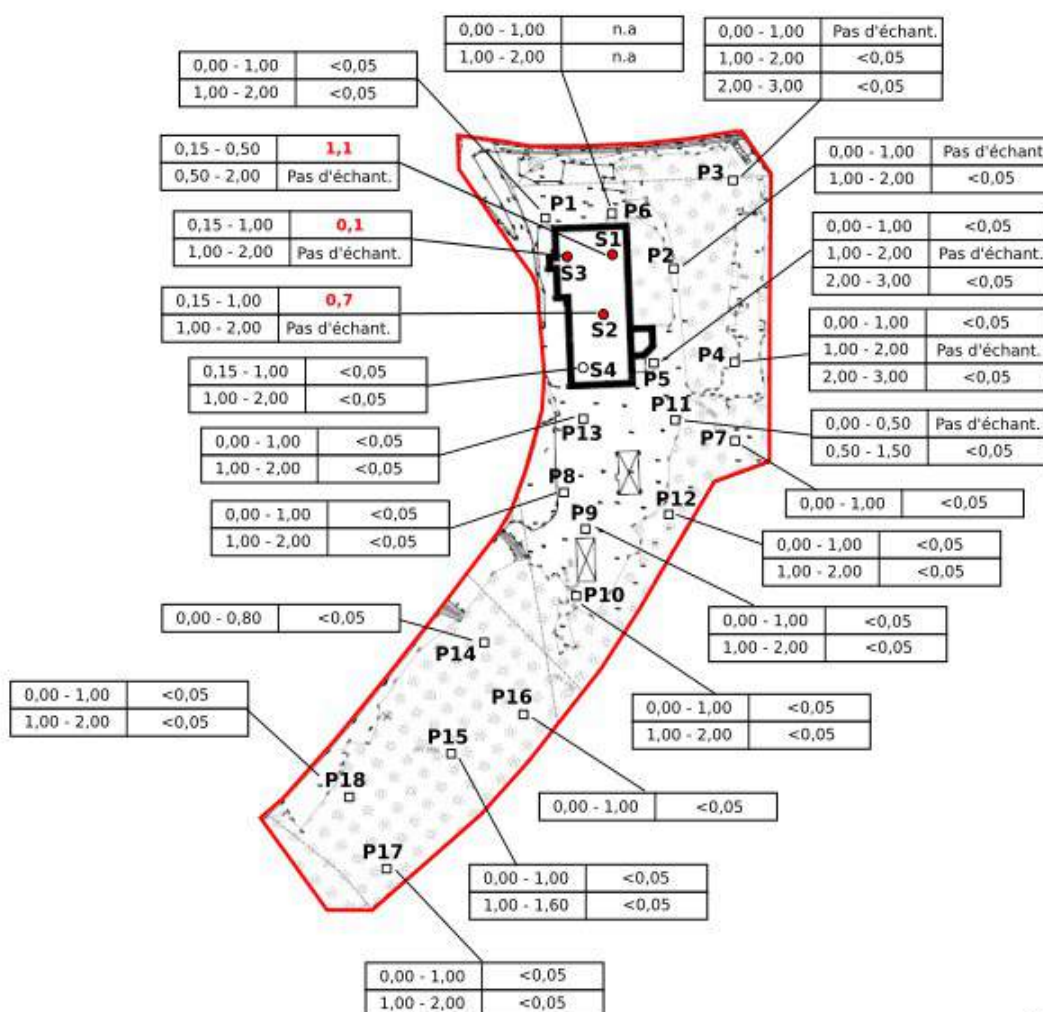 0,00 - 1,00 n.a
1,00 - 2,00 n.a
0,00 - 1,00 Pas d'échant.
1,00 - 2,00 <0,05
2,00 - 3,00 <0,05
0,00 - 1,00 <0,05
1,00 - 2,00 <0,05
0,15 - 0,50 1,1
0,50 - 2,00 Pas d'échant.
0,00 - 1,00 Pas d'échant
1,00 - 2,00 <0,05
P3
P1
P6
0,15 - 1,00 0,1
1,00 - 2,00 Pas d'échant.
S1
S3
P2
0,00 - 1,00 <0,05
1,00 - 2,00 Pas d'échant.
2,00 - 3,00 <0,05
0,15 - 1,00 0,7
1,00 - 2,00 Pas d'échant.
S2
0,00 - 1,00 <0,05
1,00 - 2,00 Pas d'échant.
2,00 - 3,00 <0,05
P4
0,15 - 1,00 <0,05
1,00 - 2,00 <0,05
S4
P5
P11
P13
P7
0,00 - 0,50 Pas d'échant.
0,50 - 1,50 <0,05
0,00 - 1,00 <0,05
1,00 - 2,00 <0,05
P8
P12
0,00 - 1,00 <0,05
0,00 - 1,00 <0,05
1,00 - 2,00 <0,05
P9
0,00 - 1,00 <0,05
1,00 - 2,00 <0,05
P10
0,00 - 0,80 <0,05
0,00 - 1,00 <0,05
1,00 - 2,00 <0,05
P14
0,00 - 1,00 <0,05
1,00 - 2,00 <0,05
P16
0,00 - 1,00 <0,05
1,00 - 2,00 <0,05
P15
P18
0,00 - 1,00 <0,05
P17
0,00 - 1,00 <0,05
1,00 - 1,60 <0,05
0,00 - 1,00 <0,05
1,00 - 2,00 <0,05